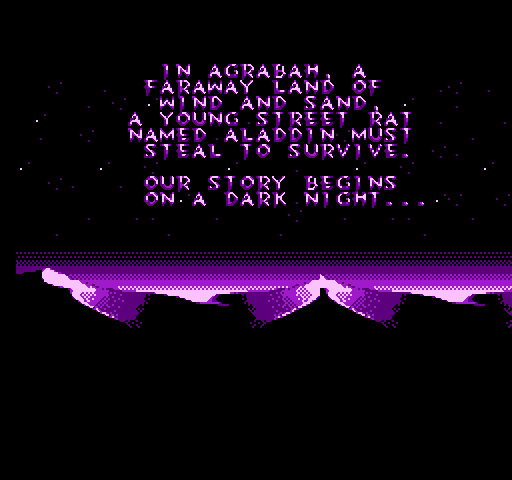 IN AGRABAH, A
FARAWAY LAND OF
WIND AND SAND,
A YOUNG STREET RAT
NAMED ALADDIN MUST
STEAL TO SURVIVE.
OUR STORY BEGINS
ON A DARK NIGHT...